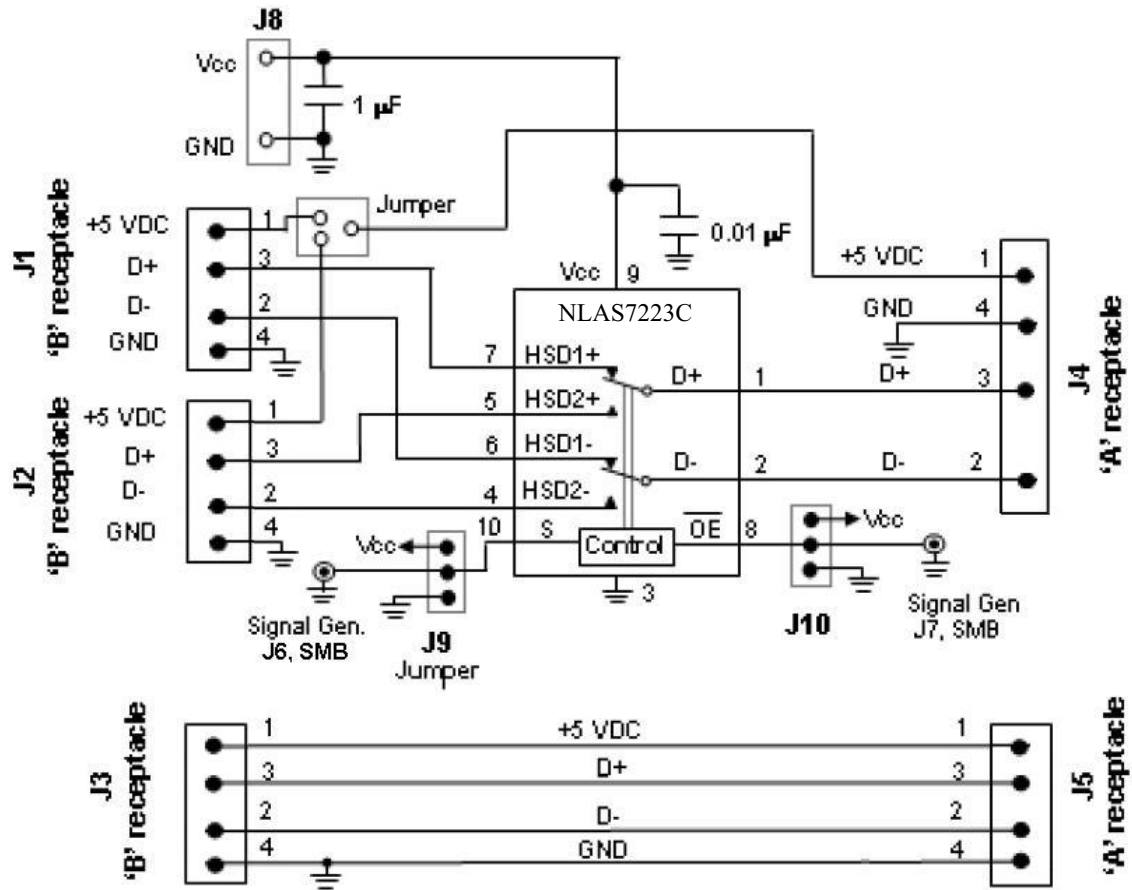 J8
Vcc
1 µF
GND
J1
'B' receptacle
+5 VDC
1
D+
3
D-
2
GND
4
Jumper
0.01 µF
Vcc
9
NLAS7223C
7
HSD1+
5
HSD2+
6
HSD1-
4
HSD2-
10
S
Control
OE
8
3
D+
1
D-
2
J2
'B' receptacle
+5 VDC
1
D+
3
D-
2
GND
4
+5 VDC
1
GND
4
D+
3
D-
2
J4
'A' receptacle
Vcc
Signal Gen.
J6, SMB
J9
Jumper
Vcc
J10
Signal Gen
J7, SMB
J3
'B' receptacle
1
+5 VDC
1
3
D+
3
2
D-
2
4
GND
4
J5
'A' receptacle